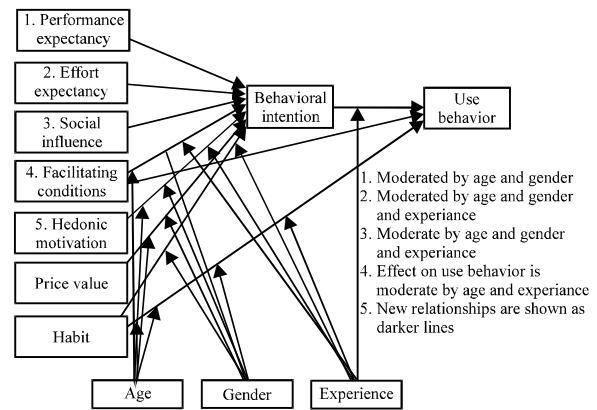 1. Performance
expectancy
2. Effort
expectancy
3. Social
influence
4. Facilitating
conditions
5. Hedonic
motivation
Price value
Habit
Behavioral
intention
Use
behavior
1. Moderated by age and gender
2. Moderated by age and gender
and experiance
3. Moderate by age and gender
and experiance
4. Effect on use behavior is
moderate by age and experiance
5. New relationships are shown as
darker lines
Age
Gender
Experience